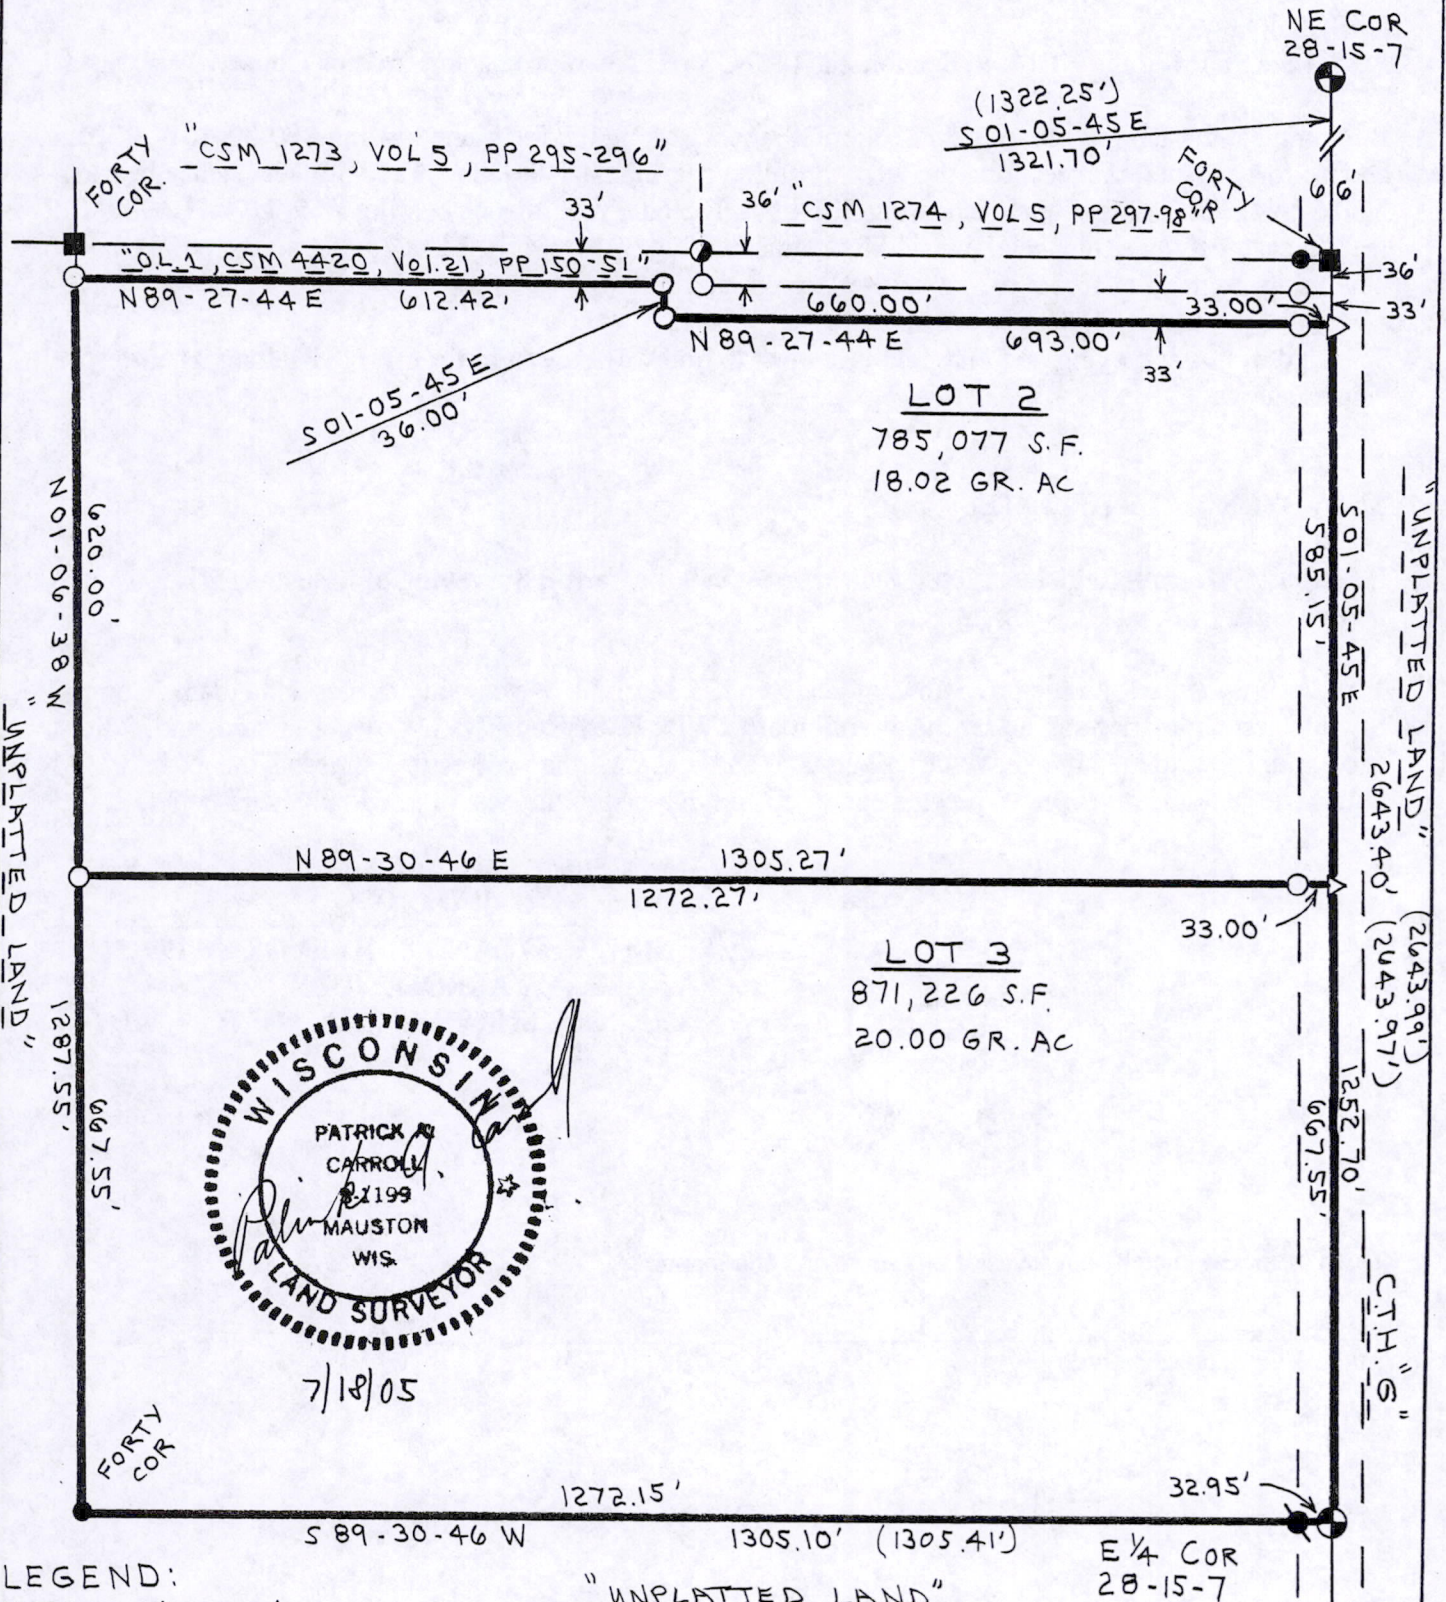 NE COR
28-15-7
(1322.25')
S 01-05-45 E
1321.70'
FORTY
COR.
"CSM 1273, VOL 5, PP 295-296"
33'
36'
"CSM 1274, VOL 5, PP 297-98"
FORTY
COR
66'
"OL 1, CSM 4420, Vol. 21, PP 150-51"
N 89-27-44 E 612.42'
660.00'
33.00'
36'
33'
N 89-27-44 E 693.00'
33'
S 01-05-45 E
36.00'
LOT 2
785,077 S.F.
18.02 GR. AC
N 01-06-38 W
620.00'
S 01-05-45 E
585.15'
"UNPLATTED LAND"
2643.40'
(2643.97')
(2643.99')
"UNPLATTED LAND"
N 89-30-46 E 1305.27'
1272.27'
33.00'
LOT 3
871,226 S.F.
20.00 GR. AC
1287.55'
667.55'
1252.70'
667.55'
WISCONSIN
PATRICK A.
CARROLL
S-1199
MAUSTON
WIS.
LAND SURVEYOR
7/18/05
C.T.H. "G"
FORTY
COR
1272.15'
32.95'
S 89-30-46 W 1305.10' (1305.41')
E 1/4 COR
28-15-7
LEGEND:
"UNPLATTED LAND"